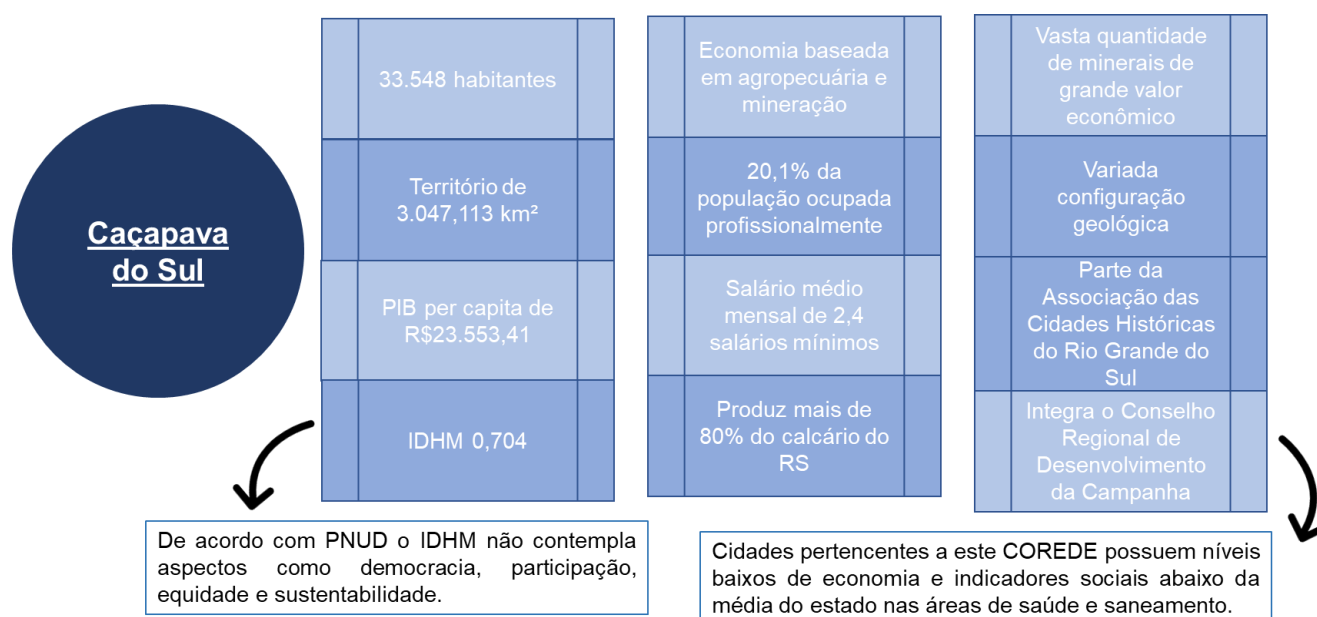 Caçapava
do Sul
33.548 habitantes
Território de
3.047,113 km²
PIB per capita de
R$23.553,41
IDHM 0,704
Economia baseada
em agropecuária e
mineração
20,1% da
população ocupada
profissionalmente
Salário médio
mensal de 2,4
salários mínimos
Produz mais de
80% do calcário do
RS
Vasta quantidade
de minerais de
grande valor
econômico
Variada
configuração
geológica
Parte da
Associação das
Cidades Históricas
do Rio Grande do
Sul
Integra o Conselho
Regional de
Desenvolvimento
da Campanha
De acordo com PNUD o IDHM não contempla
aspectos como democracia, participação,
equidade e sustentabilidade.
Cidades pertencentes a este COREDE possuem níveis
baixos de economia e indicadores sociais abaixo da
média do estado nas áreas de saúde e saneamento.